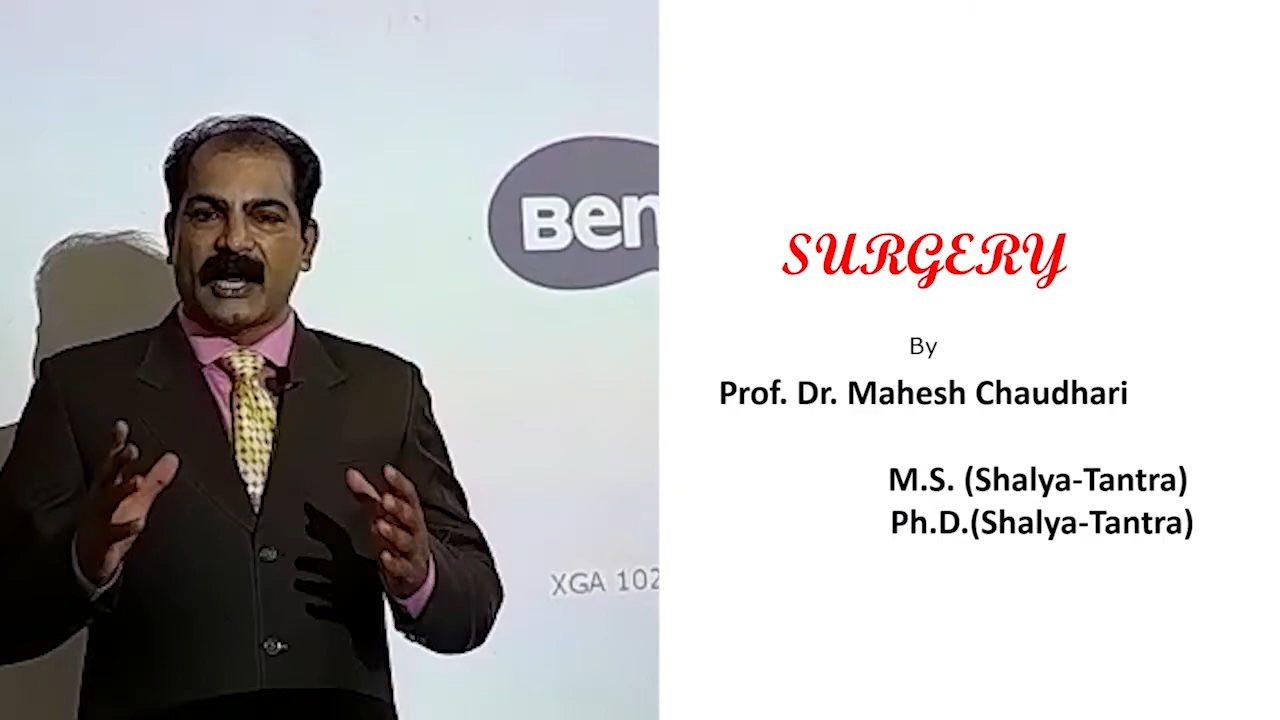 Ben
XGA 102
SURGERY
By
Prof. Dr. Mahesh Chaudhari
M.S. (Shalya-Tantra)
Ph.D.(Shalya-Tantra)